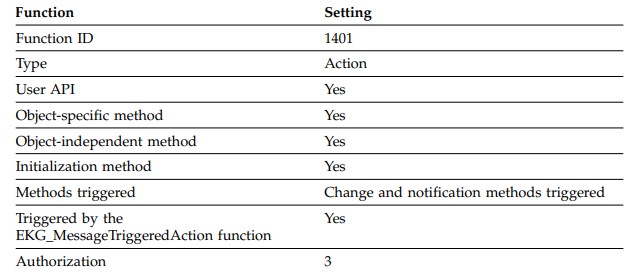 Function Setting
Function ID 1401
Type Action
User API Yes
Object-specific method Yes
Object-independent method Yes
Initialization method Yes
Methods triggered Change and notification methods triggered
Triggered by the Yes
EKG_MessageTriggeredAction function
Authorization 3